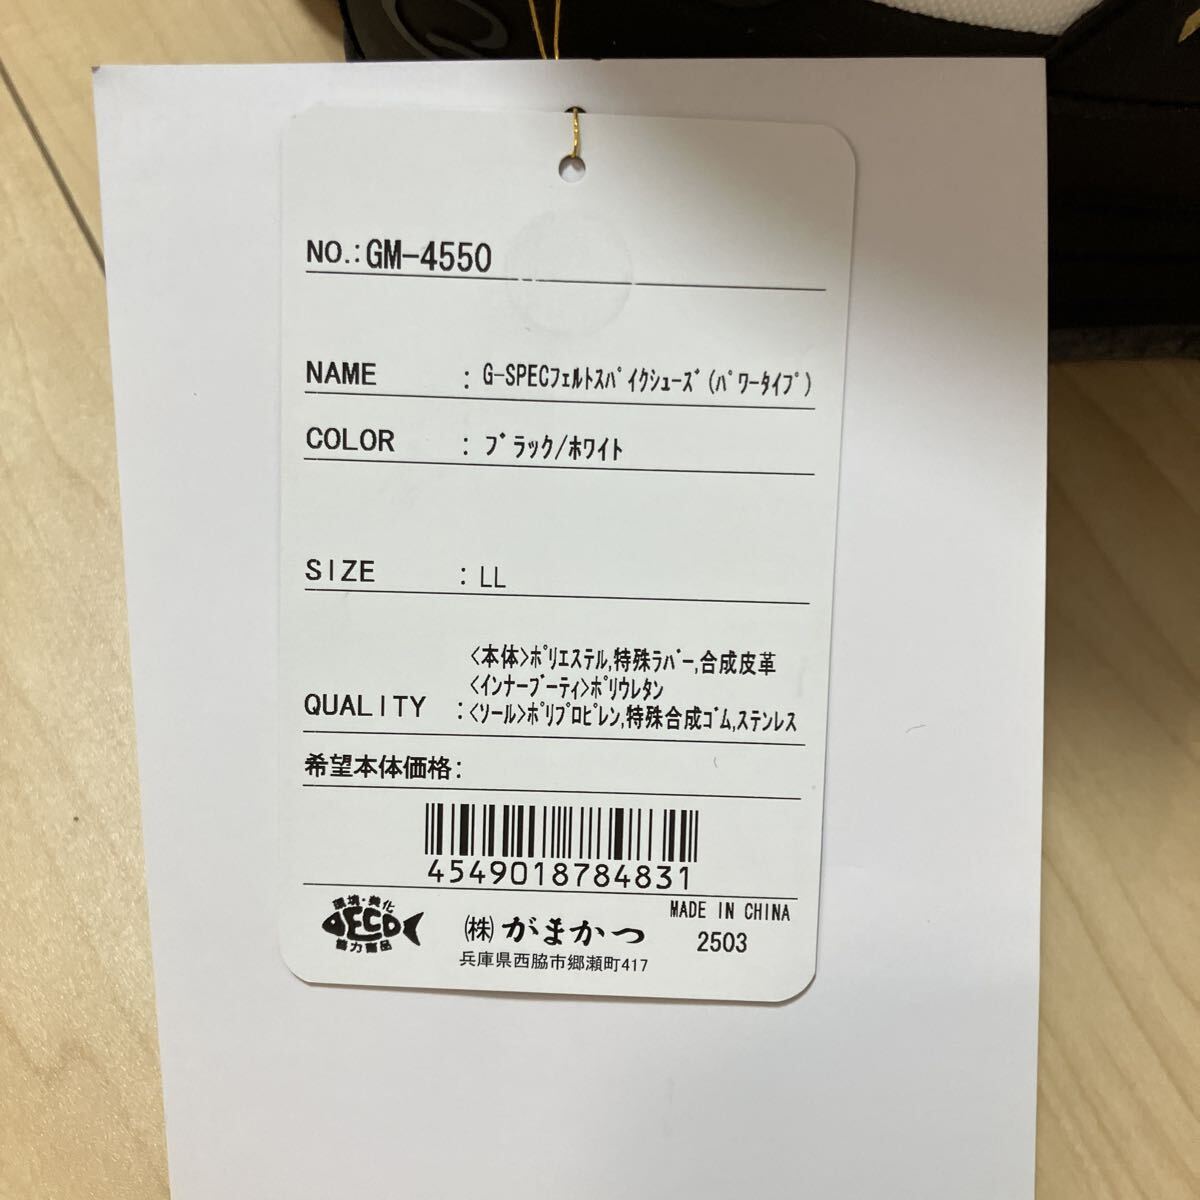 NO.:GM-4550
NAME : G-SPECﾌｪﾙﾄｽﾊﾟｲｸｼｭｰｽﾞ(ﾊﾟﾜｰﾀｲﾌﾟ)
COLOR : ﾌﾞﾗｯｸ/ﾎﾜｲﾄ
SIZE : LL
<本体>ﾎﾟﾘｴｽﾃﾙ,特殊ﾗﾊﾞｰ,合成皮革
<ｲﾝﾅｰﾌﾞｰﾃｨ>ﾎﾟﾘｳﾚﾀﾝ
QUALITY :<ｿｰﾙ>ﾎﾟﾘﾌﾟﾛﾋﾟﾚﾝ,特殊合成ｺﾞﾑ,ｽﾃﾝﾚｽ
希望本体価格:
4549018784831
環境・美化
ECO
協力商品
(株) がまかつ
兵庫県西脇市郷瀬町417
MADE IN CHINA
2503